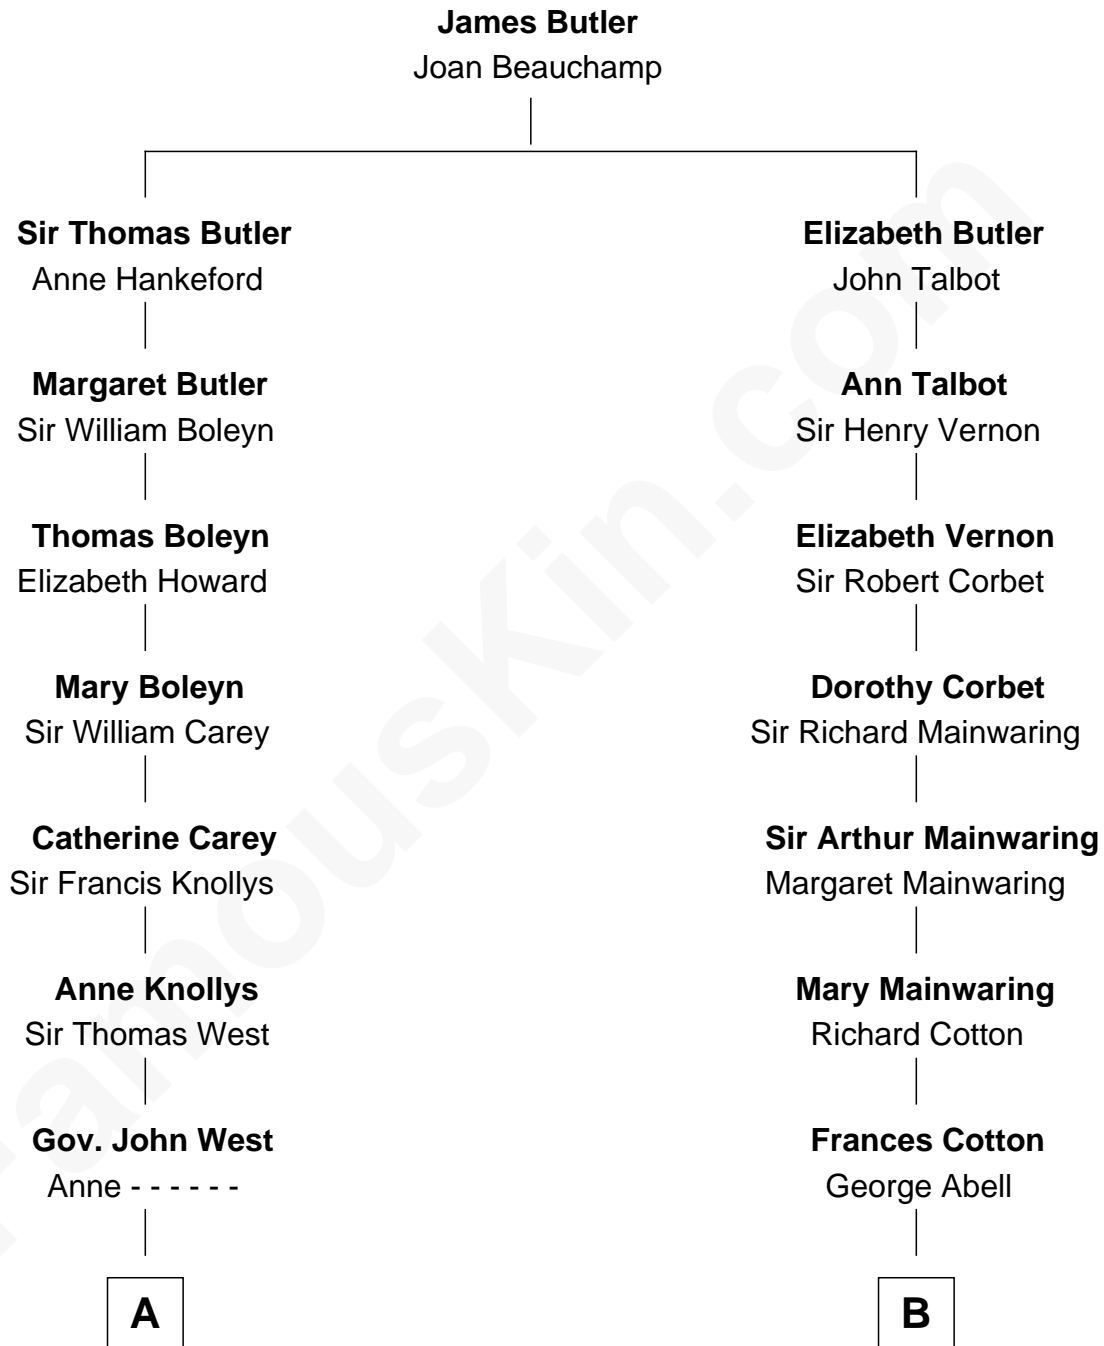 James Butler
Joan Beauchamp
Sir Thomas Butler
Anne Hankeford
Margaret Butler
Sir William Boleyn
Thomas Boleyn
Elizabeth Howard
Mary Boleyn
Sir William Carey
Catherine Carey
Sir Francis Knollys
Anne Knollys
Sir Thomas West
Gov. John West
Anne - - - - - -
A
Elizabeth Butler
John Talbot
Ann Talbot
Sir Henry Vernon
Elizabeth Vernon
Sir Robert Corbet
Dorothy Corbet
Sir Richard Mainwaring
Sir Arthur Mainwaring
Margaret Mainwaring
Mary Mainwaring
Richard Cotton
Frances Cotton
George Abell
B
FamousKin.com